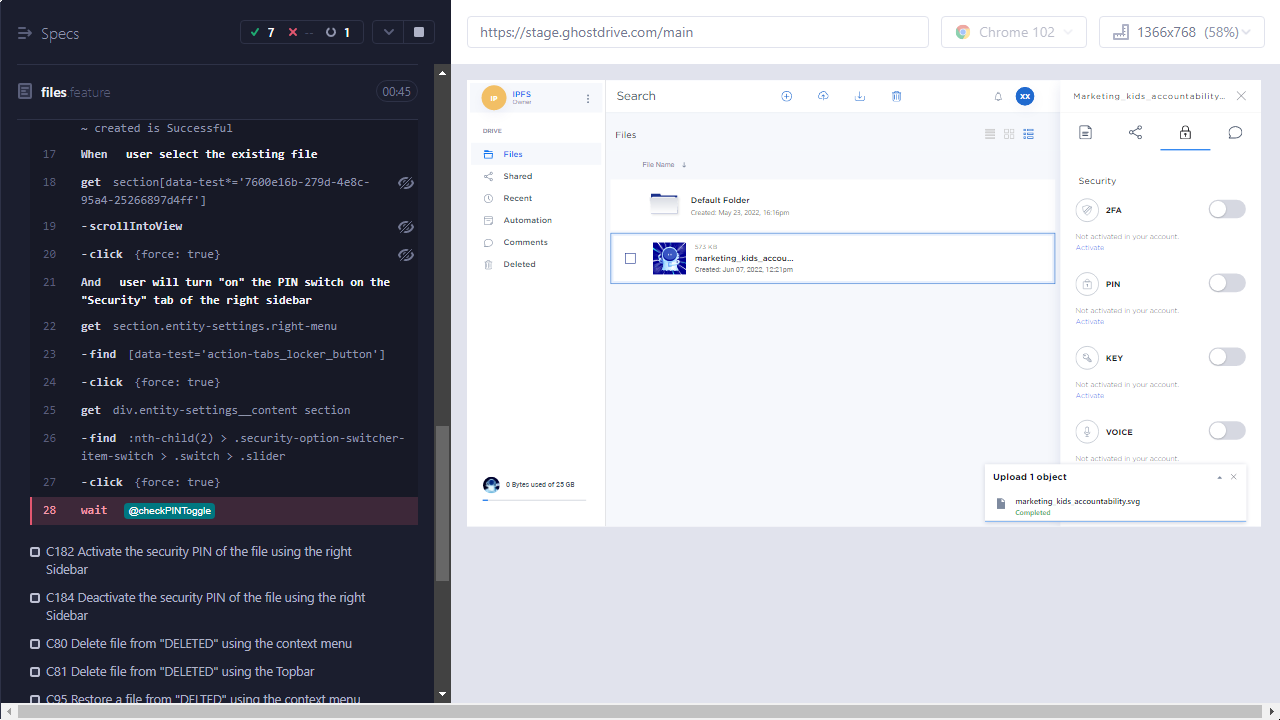 Specs
7
--
1
files feature
00:45
~ created is Successful
17 When user select the existing file
18 get section[data-test*='7600e16b-279d-4e8c-
95a4-25266897d4ff']
19 -scrollIntoView
20 -click {force: true}
21 And user will turn "on" the PIN switch on the
"Security" tab of the right sidebar
22 get section.entity-settings.right-menu
23 -find [data-test='action-tabs_locker_button']
24 -click {force: true}
25 get div.entity-settings__content section
26 -find :nth-child(2) > .security-option-switcher-
item-switch > .switch > .slider
27 -click {force: true}
28 wait @checkPINToggle
C182 Activate the security PIN of the file using the right
Sidebar
C184 Deactivate the security PIN of the file using the right
Sidebar
C80 Delete file from "DELETED" using the context menu
C81 Delete file from "DELETED" using the Topbar
C95 Restore a file from "DELTED" using the context menu
https://stage.ghostdrive.com/main
Chrome 102
1366x768 (58%)
IP
IPFS
Owner
DRIVE
Files
Shared
Recent
Automation
Comments
Deleted
0 Bytes used of 25 GB
Search
XX
Files
File Name ↓
Default Folder
Created: May 23, 2022, 16:16pm
573 KB
marketing_kids_accou...
Created: Jun 07, 2022, 12:21pm
Marketing_kids_accountability...
Security
2FA
Not activated in your account.
Activate
PIN
Not activated in your account.
Activate
KEY
Not activated in your account.
Activate
VOICE
Not activated in your account.
Upload 1 object
marketing_kids_accountability.svg
Completed